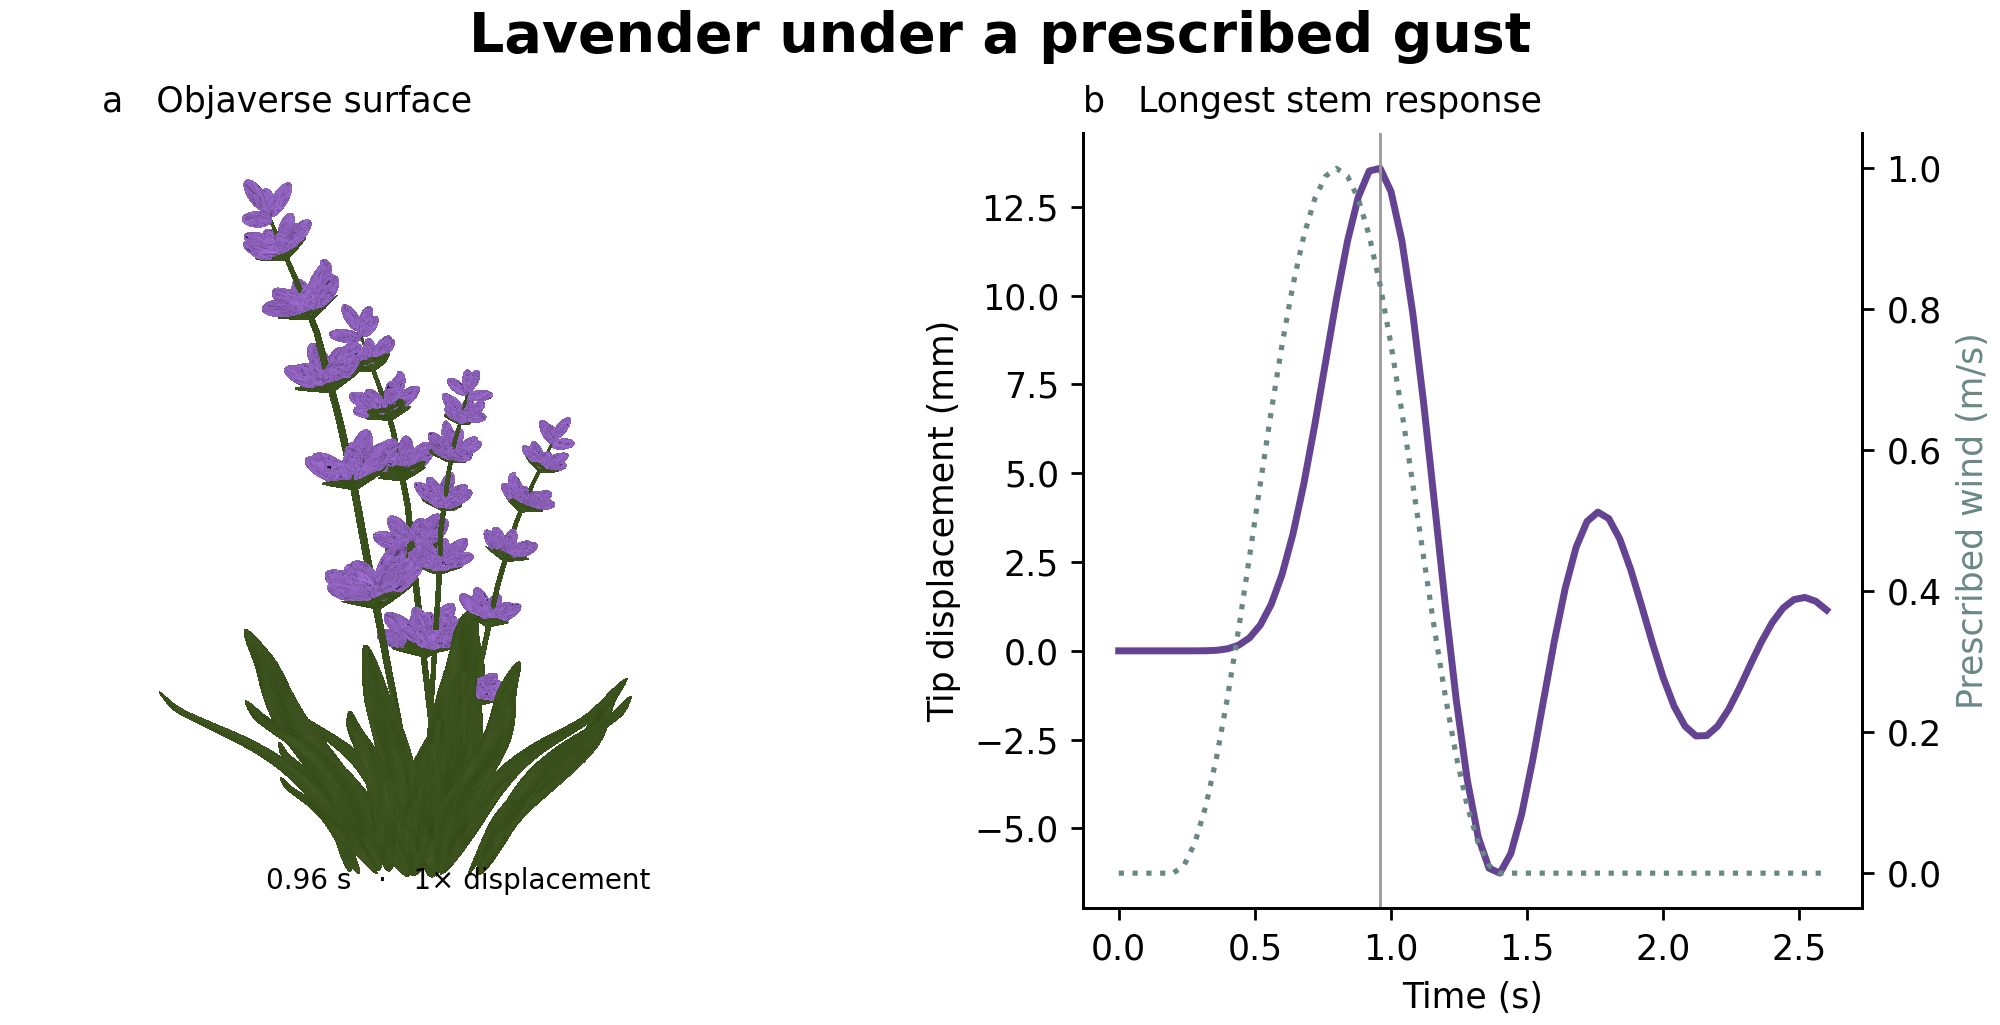 Lavender under a prescribed gust
a Objaverse surface
0.96 s · 1× displacement
b Longest stem response
Tip displacement (mm)
12.5
10.0
7.5
5.0
2.5
0.0
−2.5
−5.0
1.0
0.8
0.6
0.4
0.2
0.0
Prescribed wind (m/s)
0.0 0.5 1.0 1.5 2.0 2.5
Time (s)